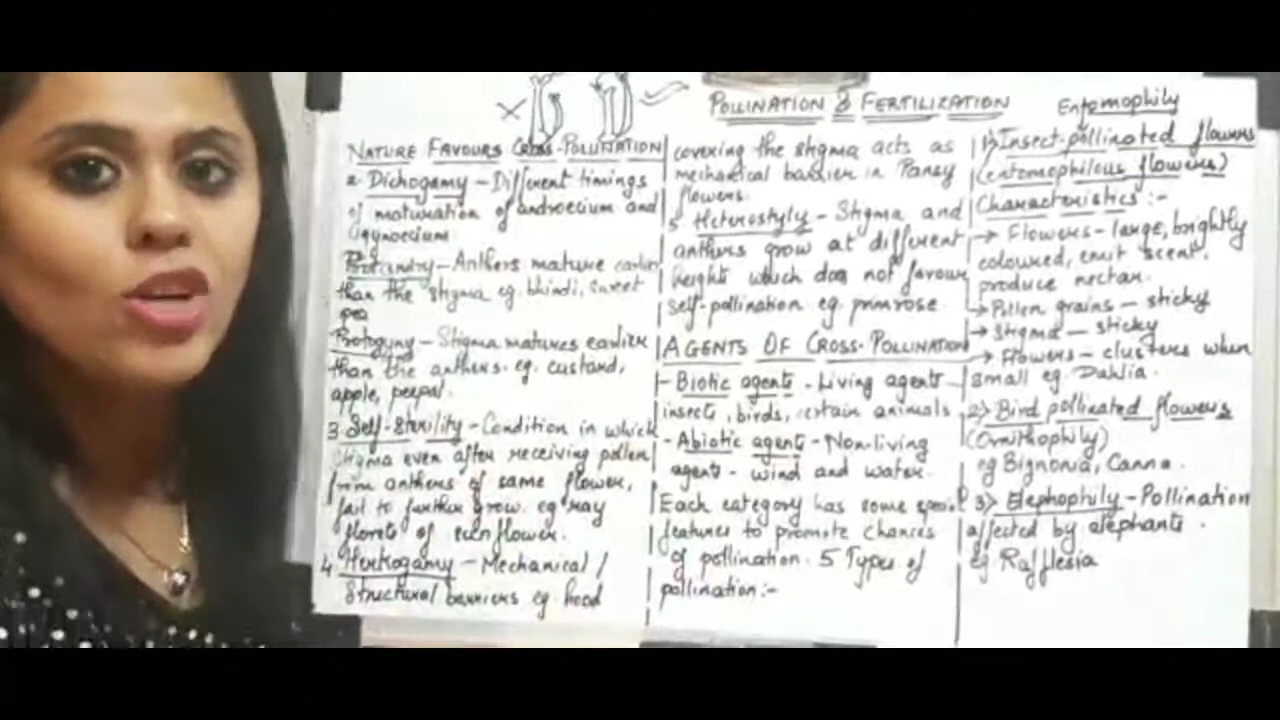 POLLINATION & FERTILIZATION
NATURE FAVOURS CROSS-POLLINATION
2. Dichogamy - Different timings
of maturation of androecium and
gynoecium
Protandry - Anthers mature earlier
than the stigma eg. bhindi, sweet
pea
Protogyny - Stigma matures earlier
than the anthers. eg. custard,
apple, peepal.
3 Self-Sterility - Condition in which
stigma even after receiving pollen
from anthers of same flower,
fail to further grow. eg ray
florets of sunflower.
4. Herkogamy - Mechanical /
Structural barriers eg. hood
covering the stigma acts as
mechanical barrier in Pansy
flowers.
5 Heterostyly - Stigma and
anthers grow at different
heights which does not favour
self-pollination eg. primrose.
AGENTS OF CROSS-POLLINATION
- Biotic agents - Living agents -
insects, birds, certain animals
- Abiotic agents - Non-living
agents - wind and water.
Each category has some special
features to promote chances
of pollination. 5 Types of
pollination:-
Entomophily
1) Insect-pollinated flowers
(entomophilous flowers)
Characteristics:-
→ Flowers - large, brightly
coloured, emit scent,
produce nectar.
→ Pollen grains - sticky
→ Stigma - sticky
→ Flowers - clusters when
small eg. Dahlia.
2) Bird pollinated flowers
(Ornithophily)
eg Bignonia, Canna.
3) Elephophily - Pollination
affected by elephants.
eg. Rafflesia